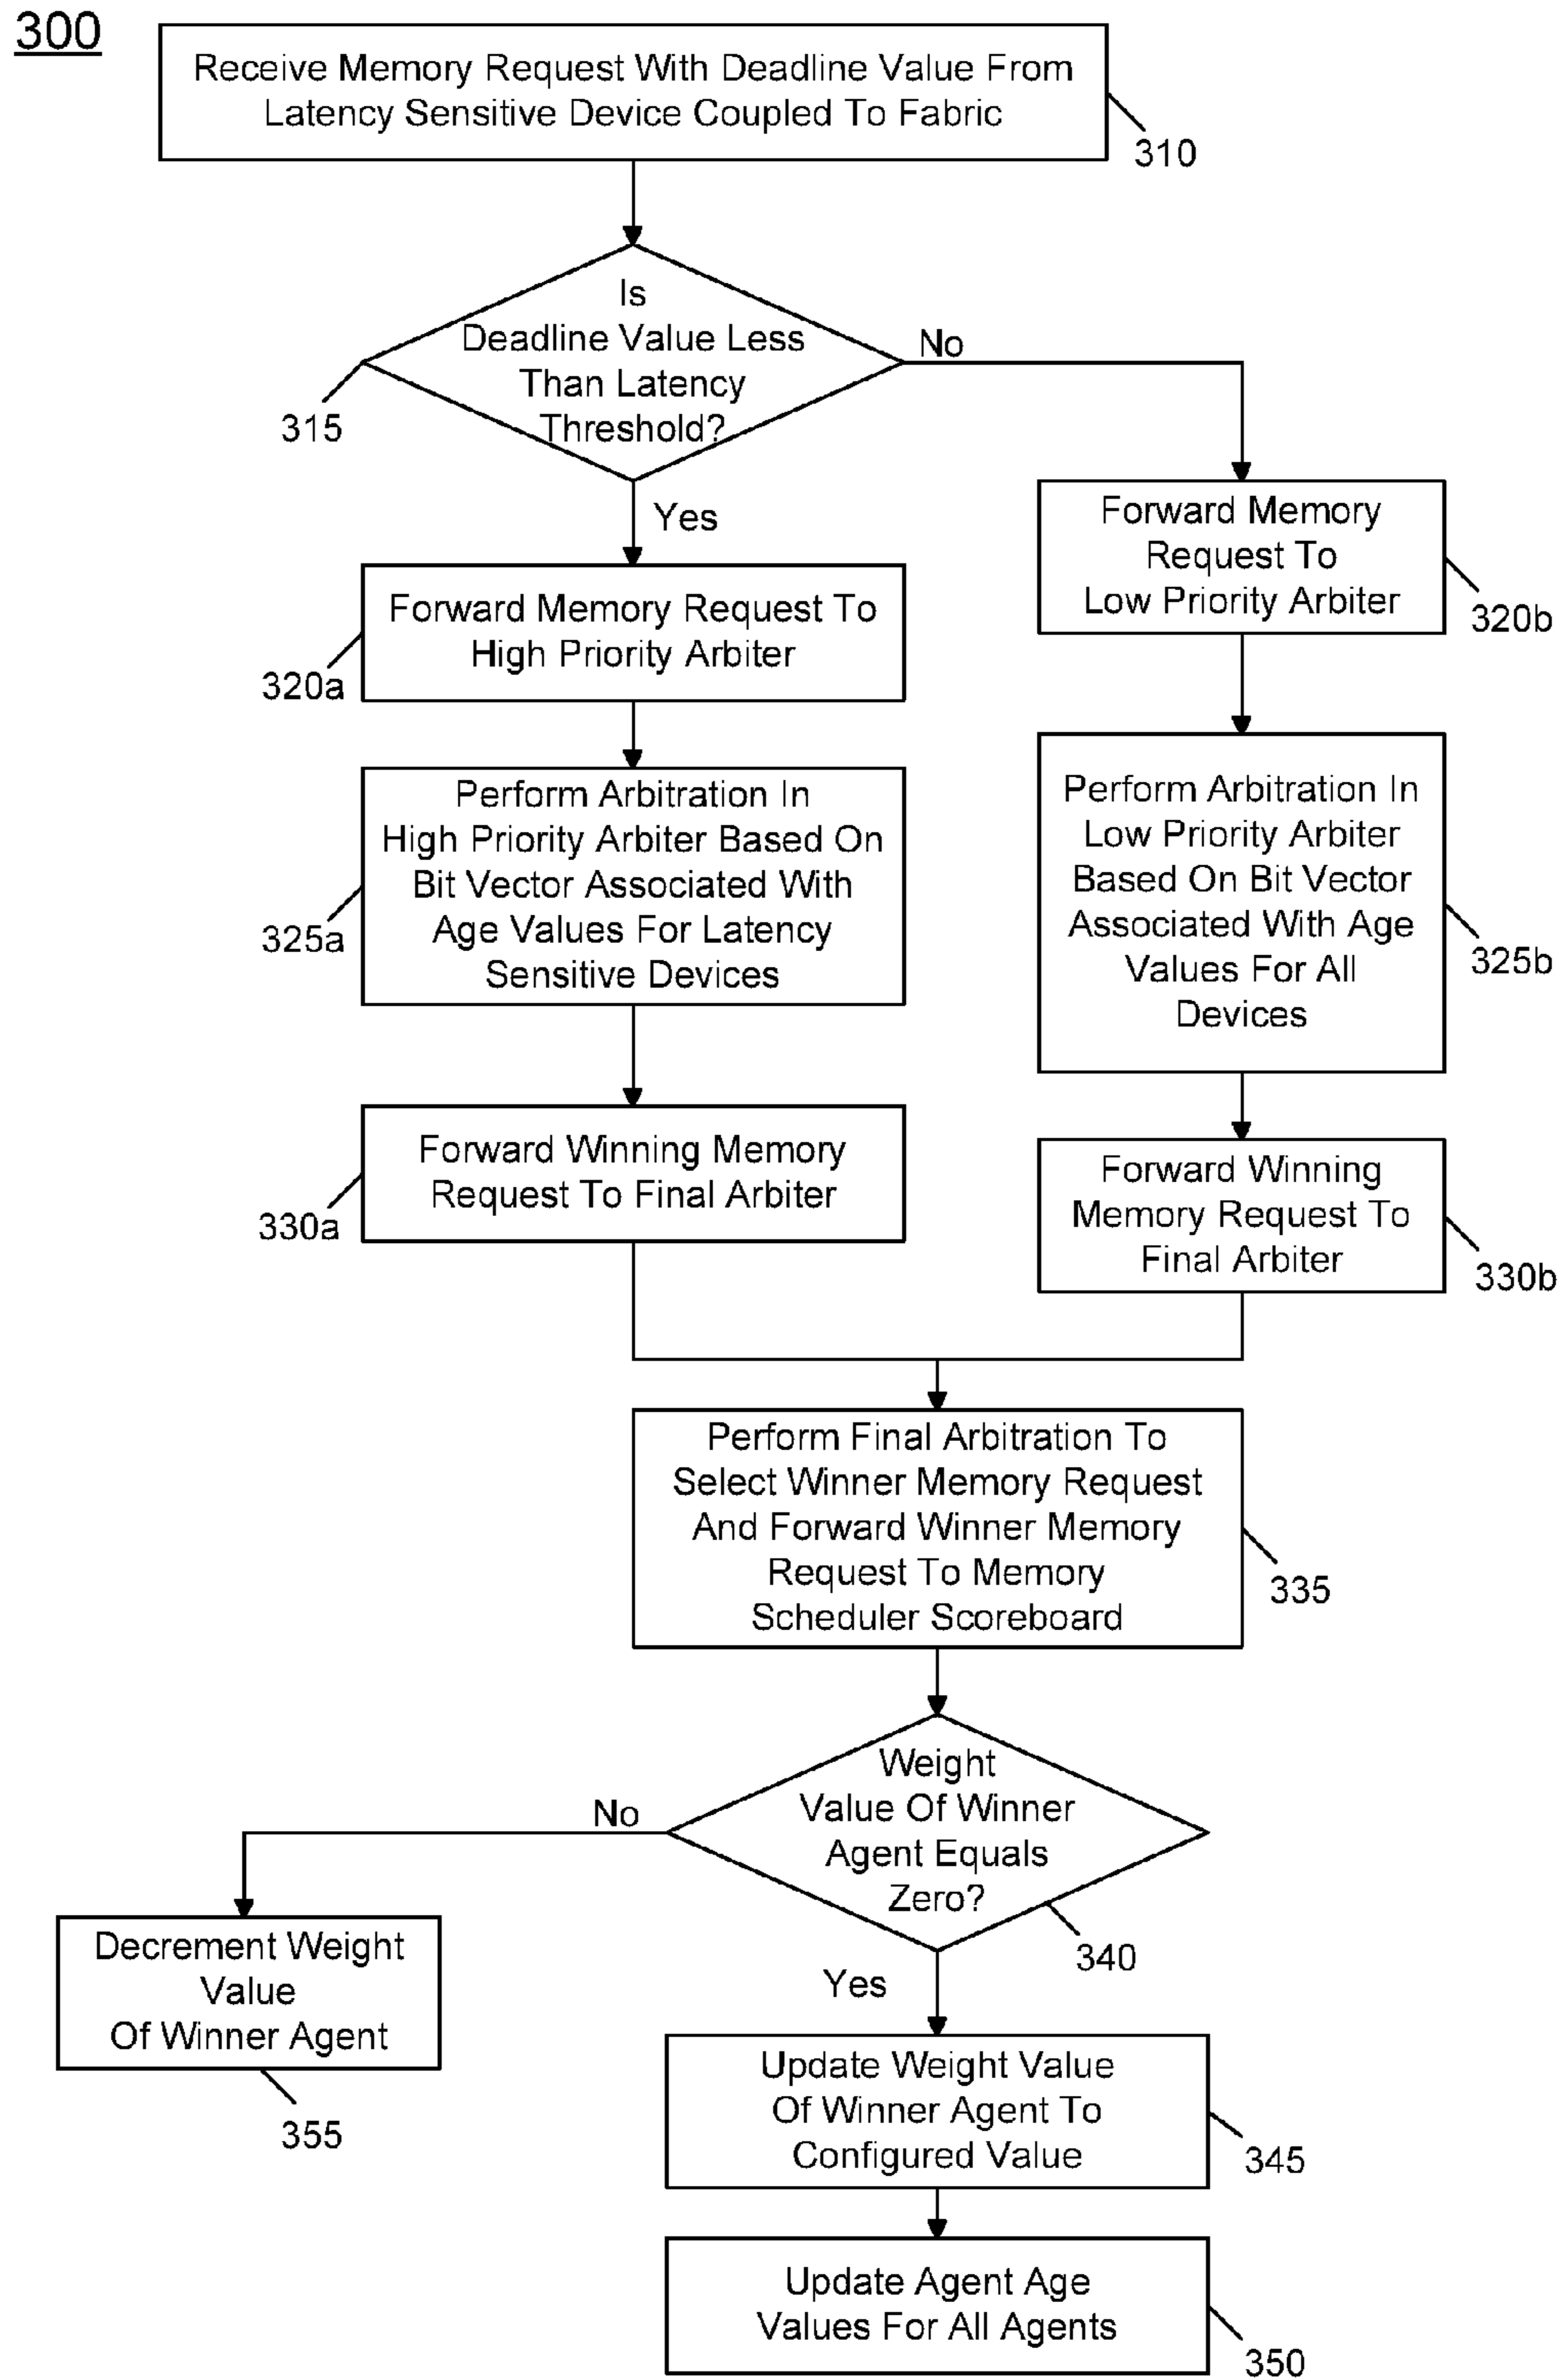 300
Receive Memory Request With Deadline Value From
Latency Sensitive Device Coupled To Fabric
310
Is
Deadline Value Less
Than Latency
Threshold?
315
No
Yes
Forward Memory Request To
High Priority Arbiter
320a
Forward Memory
Request To
Low Priority Arbiter
320b
Perform Arbitration In
High Priority Arbiter Based On
Bit Vector Associated With
Age Values For Latency
Sensitive Devices
325a
Perform Arbitration In
Low Priority Arbiter
Based On Bit Vector
Associated With Age
Values For All
Devices
325b
Forward Winning Memory
Request To Final Arbiter
330a
Forward Winning
Memory Request To
Final Arbiter
330b
Perform Final Arbitration To
Select Winner Memory Request
And Forward Winner Memory
Request To Memory
Scheduler Scoreboard
335
Weight
Value Of Winner
Agent Equals
Zero?
340
No
Yes
Decrement Weight
Value
Of Winner Agent
355
Update Weight Value
Of Winner Agent To
Configured Value
345
Update Agent Age
Values For All Agents
350